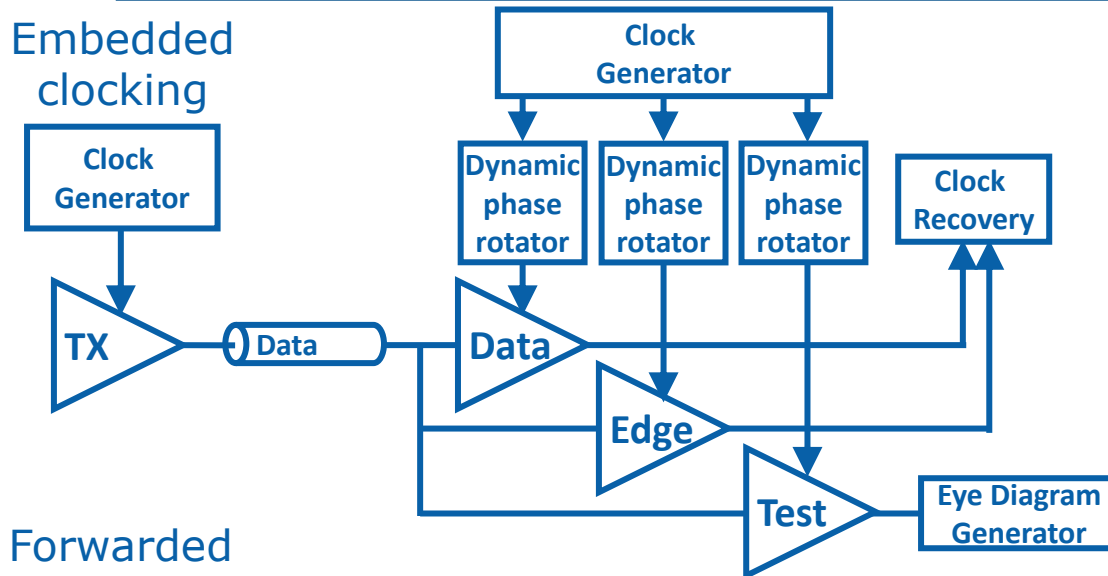 Embedded
clocking
Clock
Generator
Clock
Generator
Dynamic
phase
rotator
Dynamic
phase
rotator
Dynamic
phase
rotator
Clock
Recovery
TX
Data
Data
Edge
Test
Eye Diagram
Generator
Forwarded